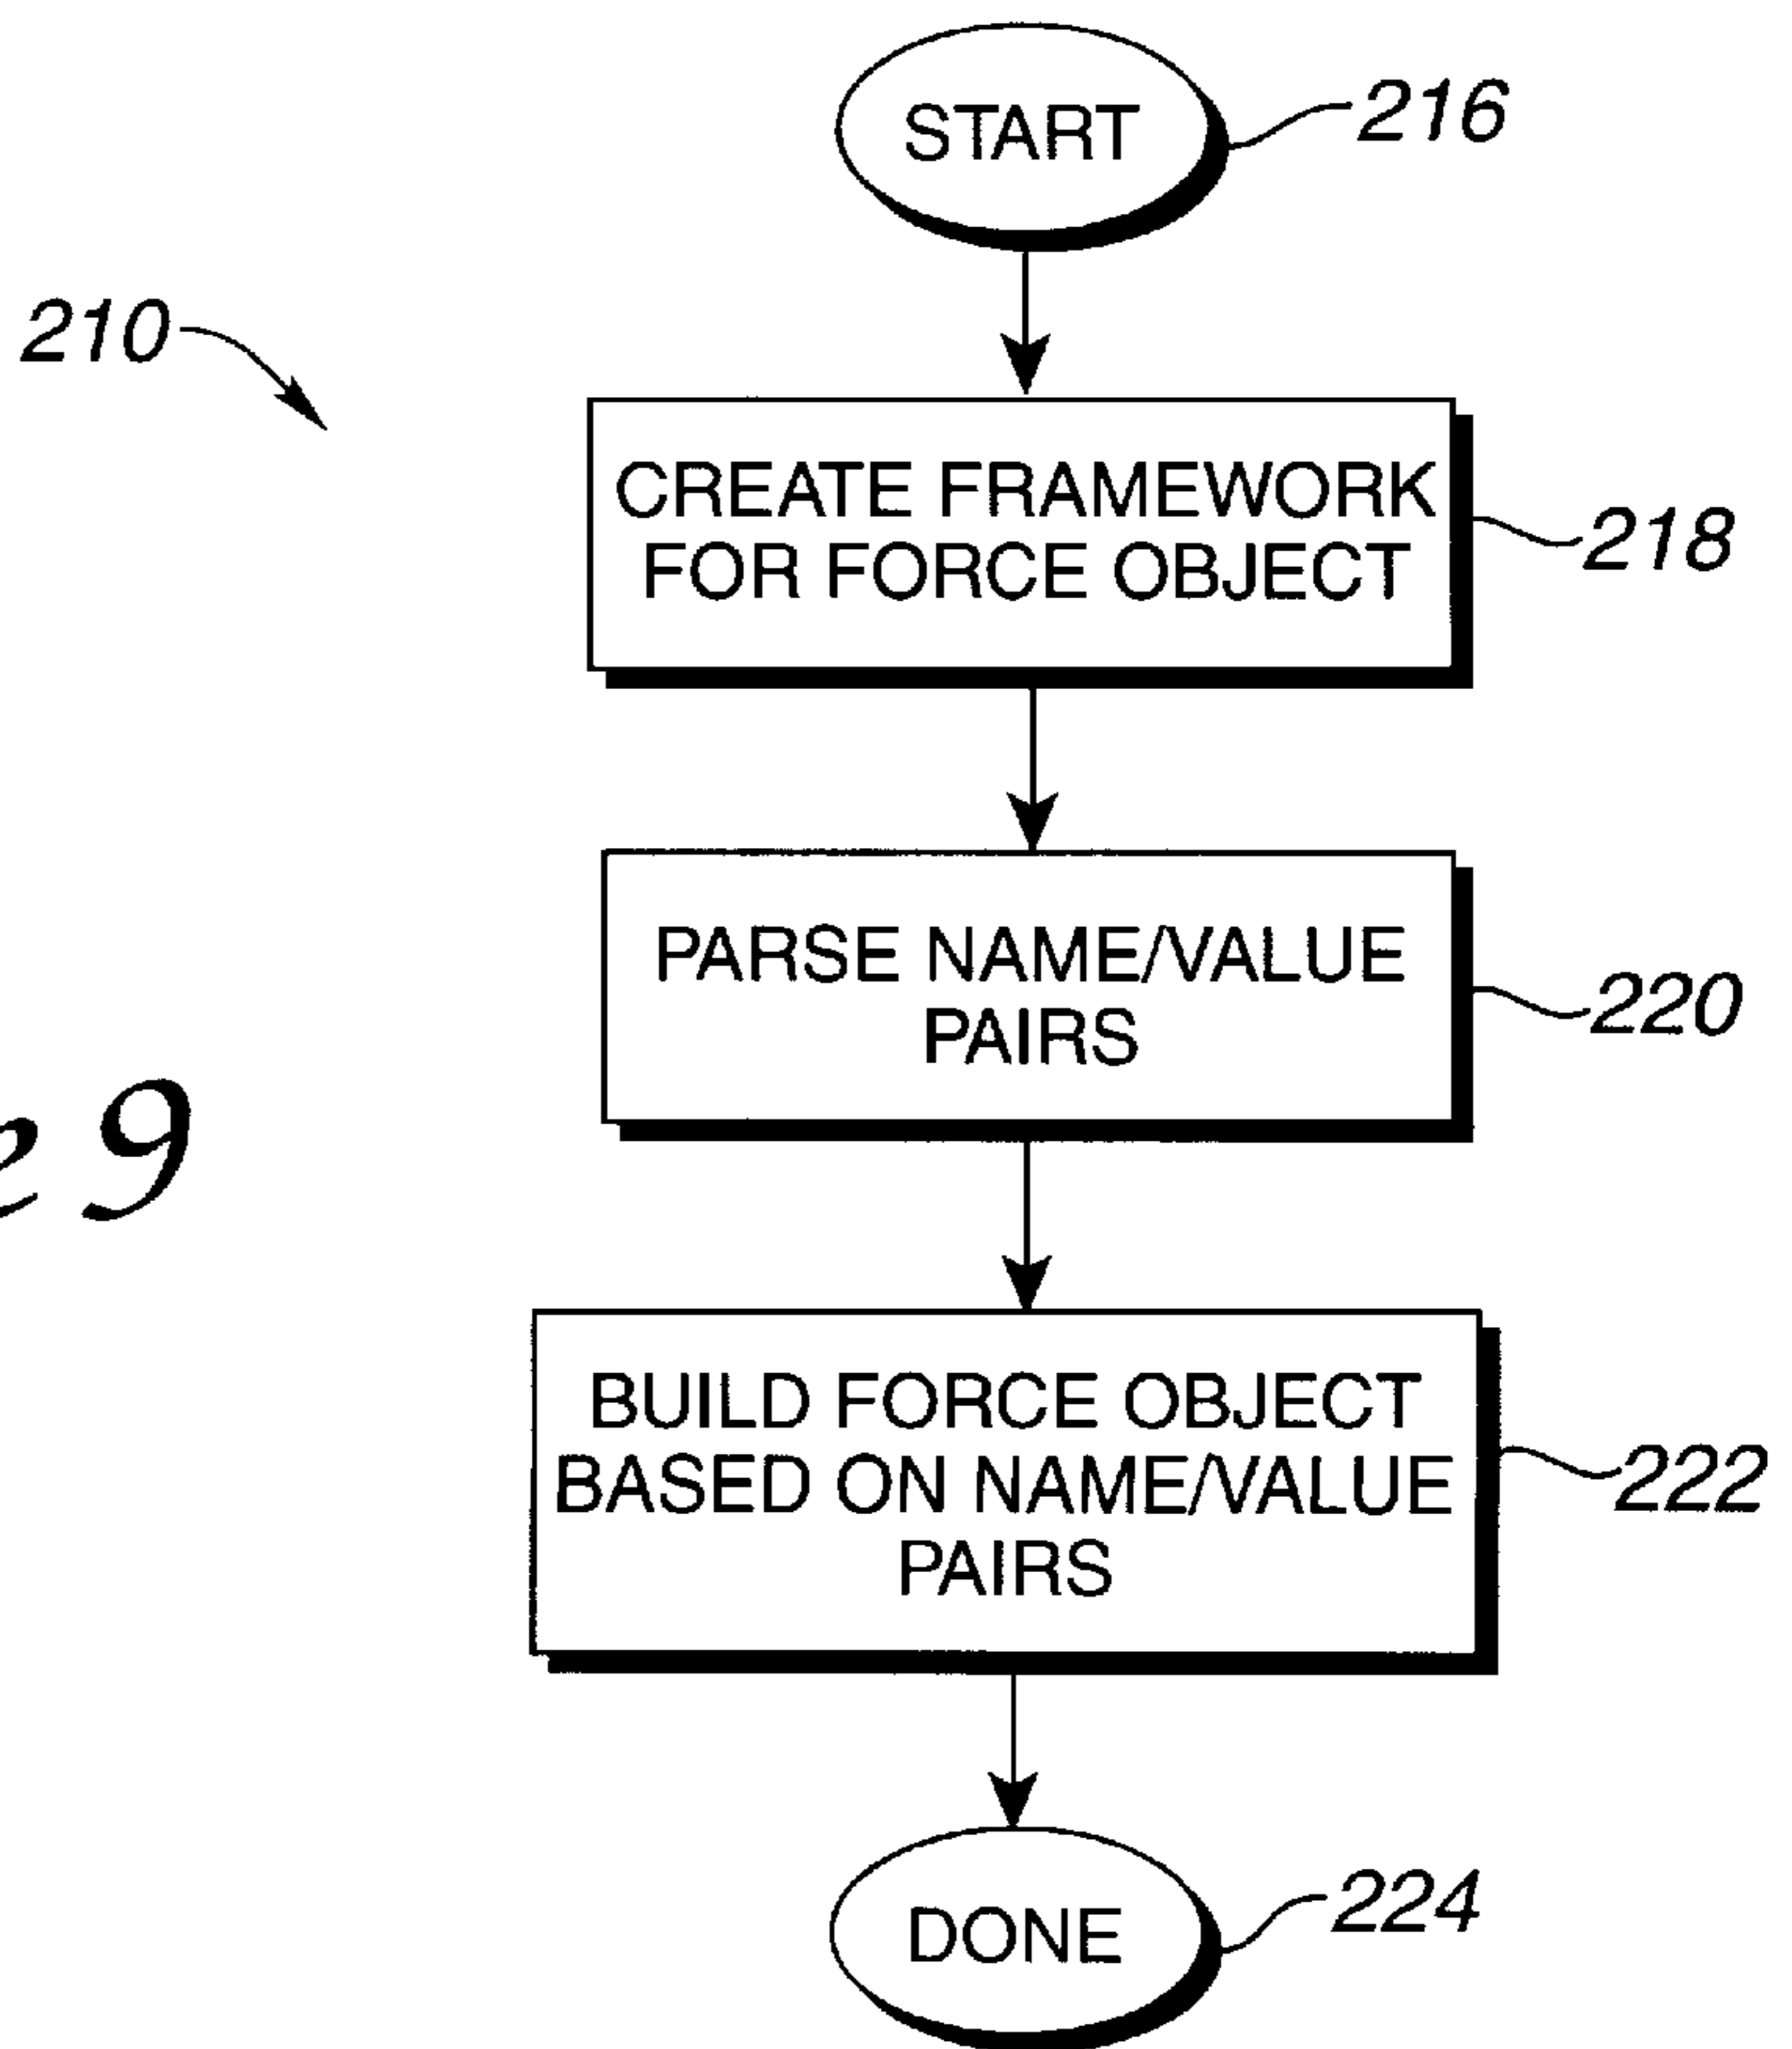 START
216
210
CREATE FRAMEWORK
FOR FORCE OBJECT
218
PARSE NAME/VALUE
PAIRS
220
e 9
BUILD FORCE OBJECT
BASED ON NAME/VALUE
PAIRS
222
DONE
224